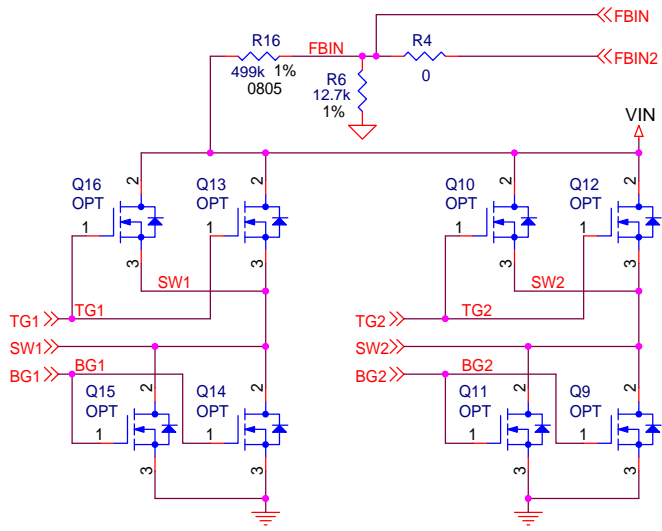 FBIN
R16
FBIN
R4
FBIN2
499k 1%
0805
R6
12.7k
1%
0
VIN
Q16
OPT
2
1
3
Q13
OPT
2
1
3
Q10
OPT
2
1
3
Q12
OPT
2
1
3
SW1
SW2
TG1
TG1
TG2
TG2
SW1
SW2
BG1
BG1
BG2
BG2
Q15
OPT
2
1
3
Q14
OPT
2
1
3
Q11
OPT
2
1
3
Q9
OPT
2
1
3